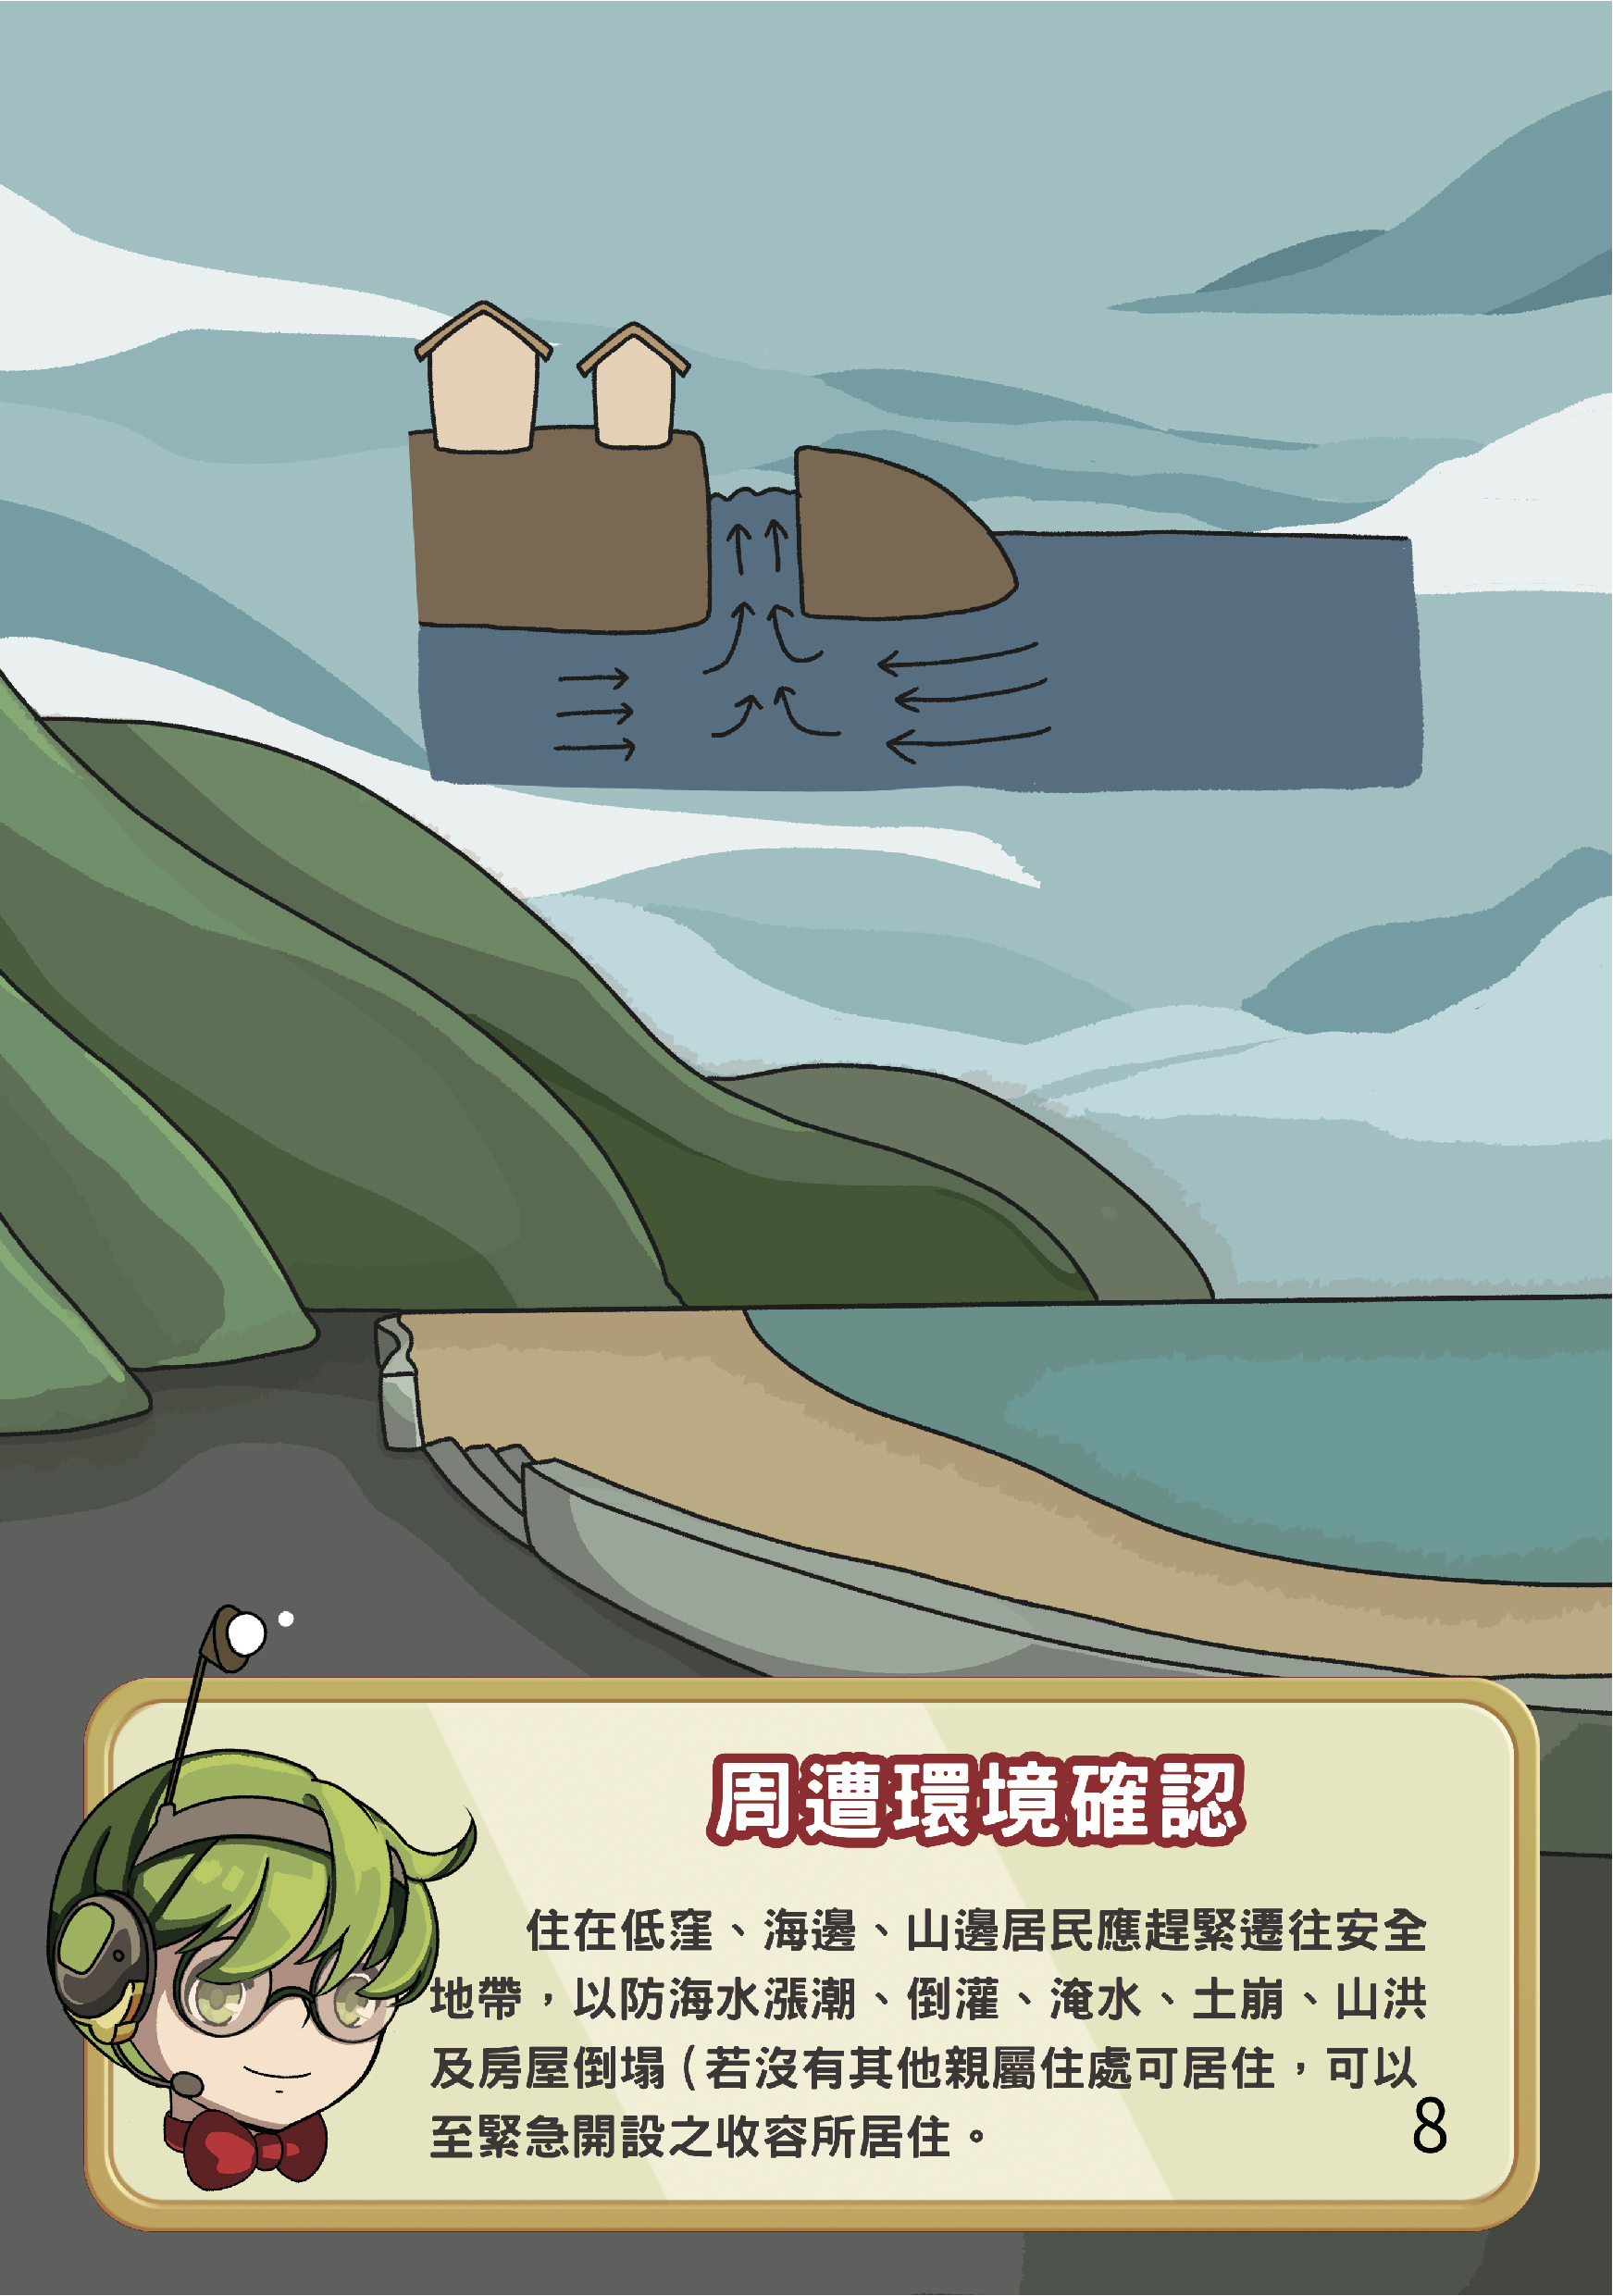 周遭環境確認
住在低窪、海邊、山邊居民應趕緊遷往安全
地帶，以防海水漲潮、倒灌、淹水、土崩、山洪
及房屋倒塌(若沒有其他親屬住處可居住，可以
至緊急開設之收容所居住。
8